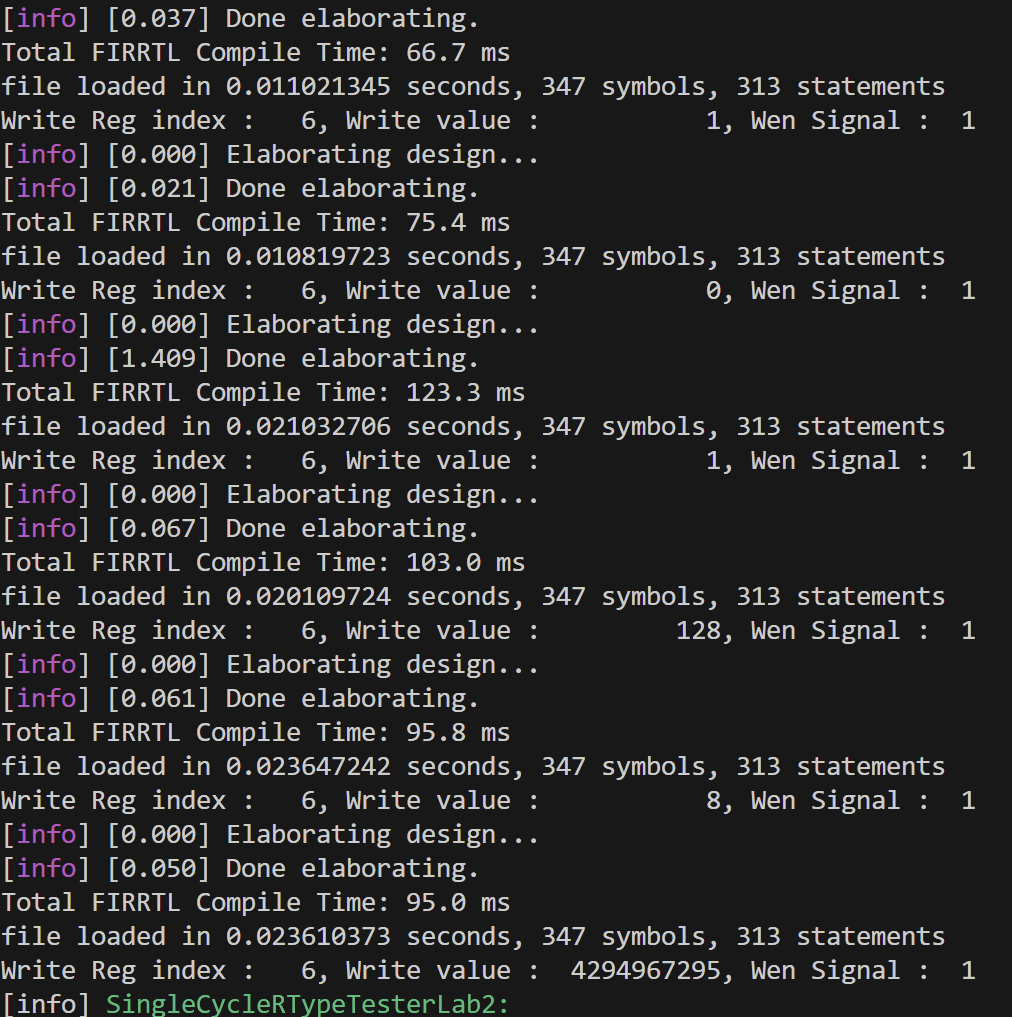 [info] [0.037] Done elaborating.
Total FIRRTL Compile Time: 66.7 ms
file loaded in 0.011021345 seconds, 347 symbols, 313 statements
Write Reg index :   6, Write value :           1, Wen Signal :  1
[info] [0.000] Elaborating design...
[info] [0.021] Done elaborating.
Total FIRRTL Compile Time: 75.4 ms
file loaded in 0.010819723 seconds, 347 symbols, 313 statements
Write Reg index :   6, Write value :           0, Wen Signal :  1
[info] [0.000] Elaborating design...
[info] [1.409] Done elaborating.
Total FIRRTL Compile Time: 123.3 ms
file loaded in 0.021032706 seconds, 347 symbols, 313 statements
Write Reg index :   6, Write value :           1, Wen Signal :  1
[info] [0.000] Elaborating design...
[info] [0.067] Done elaborating.
Total FIRRTL Compile Time: 103.0 ms
file loaded in 0.020109724 seconds, 347 symbols, 313 statements
Write Reg index :   6, Write value :         128, Wen Signal :  1
[info] [0.000] Elaborating design...
[info] [0.061] Done elaborating.
Total FIRRTL Compile Time: 95.8 ms
file loaded in 0.023647242 seconds, 347 symbols, 313 statements
Write Reg index :   6, Write value :           8, Wen Signal :  1
[info] [0.000] Elaborating design...
[info] [0.050] Done elaborating.
Total FIRRTL Compile Time: 95.0 ms
file loaded in 0.023610373 seconds, 347 symbols, 313 statements
Write Reg index :   6, Write value :  4294967295, Wen Signal :  1
[info] SingleCycleRTypeTesterLab2: